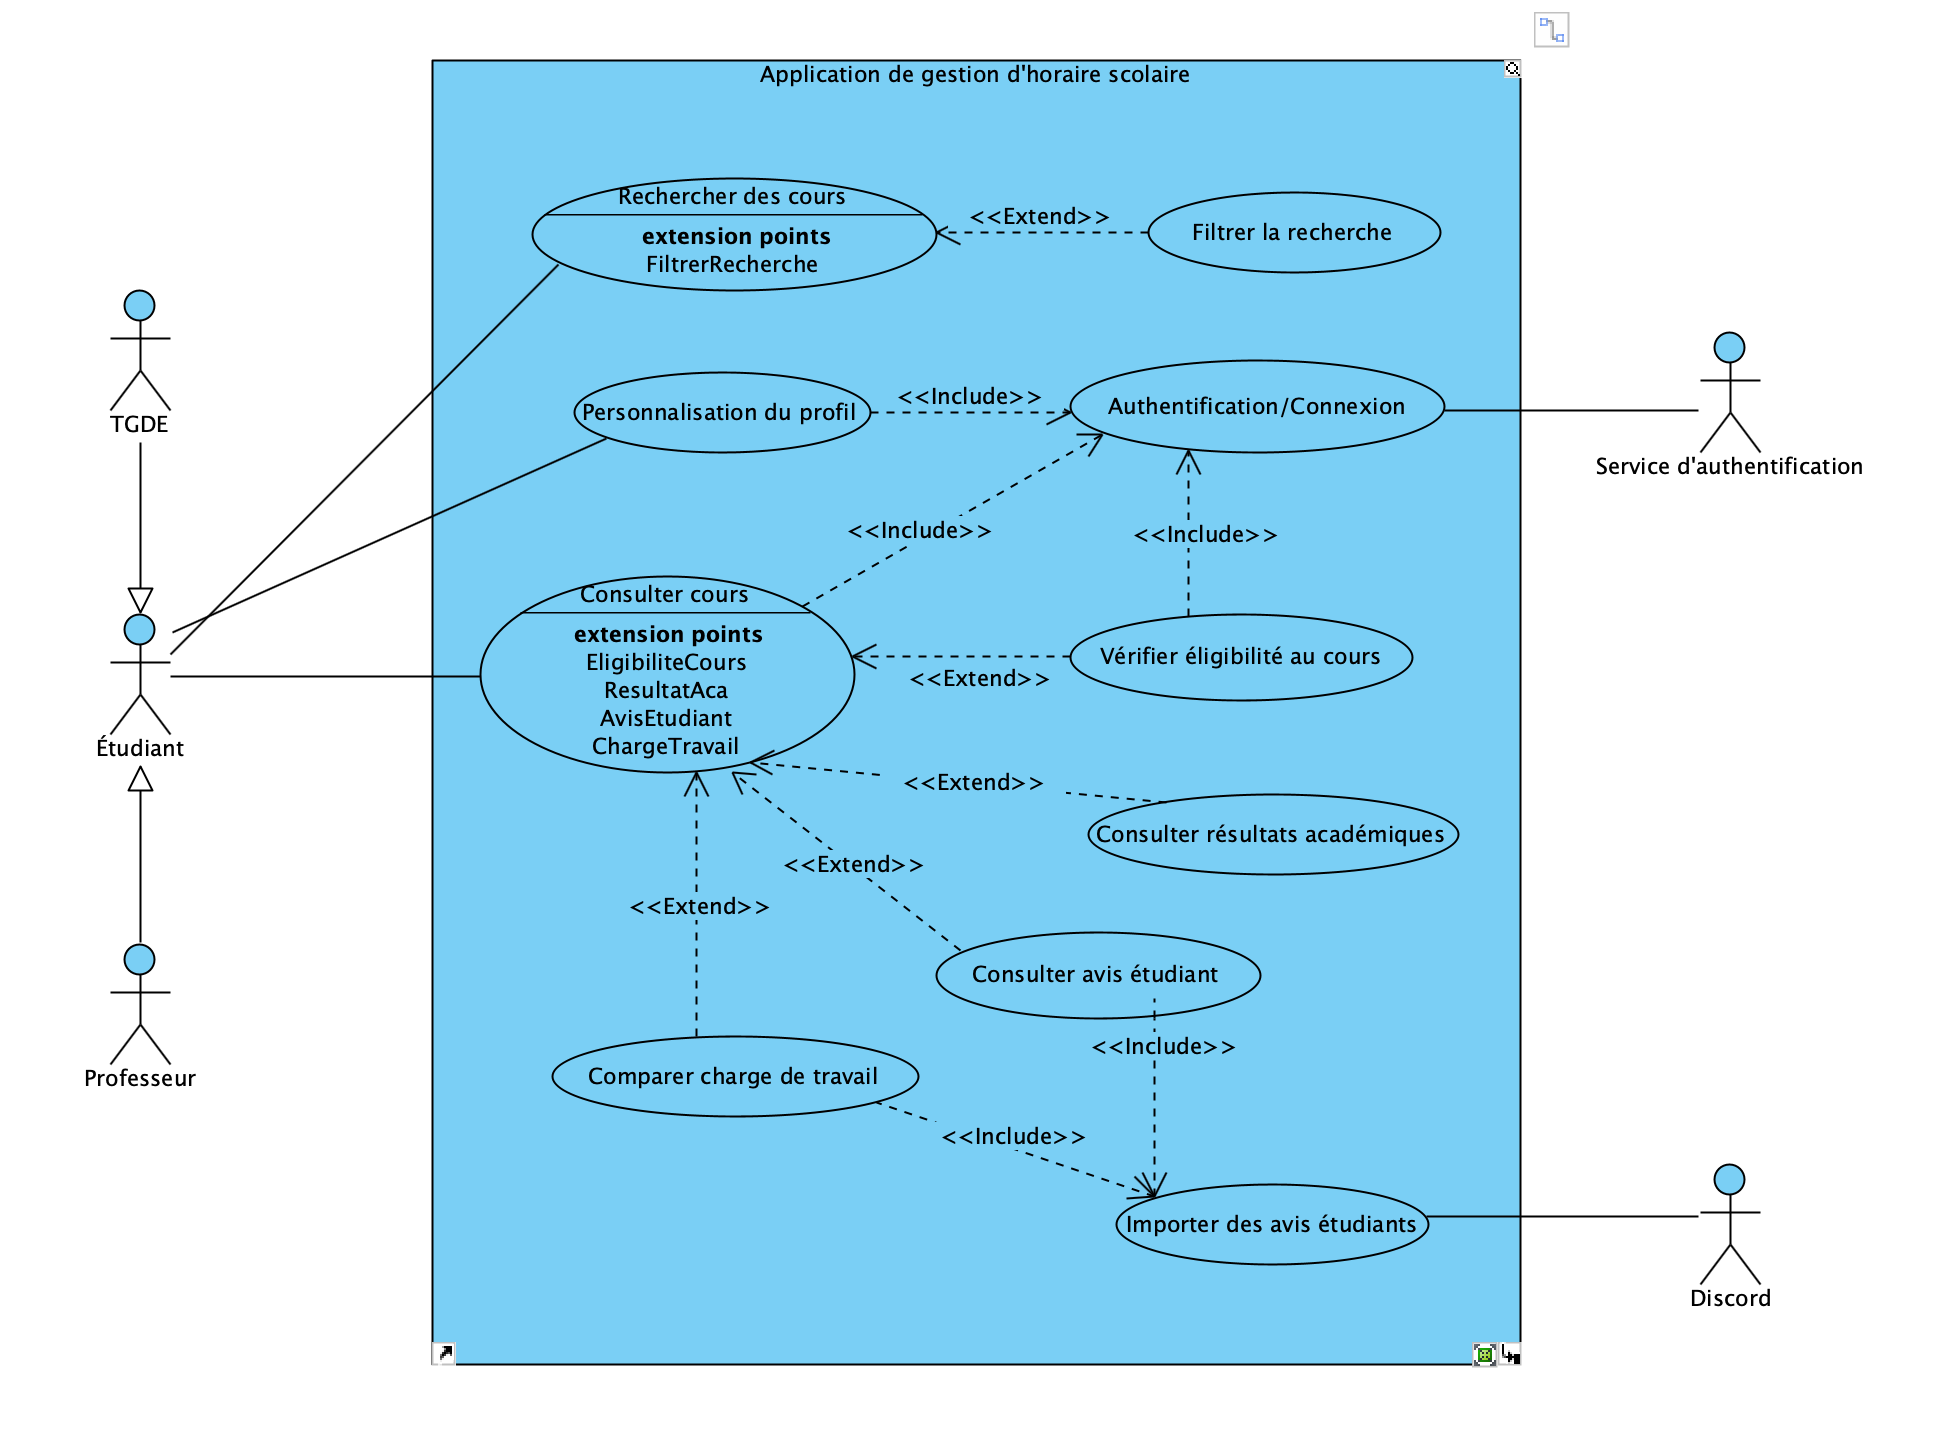 Application de gestion d'horaire scolaire
Rechercher des cours
extension points
FiltrerRecherche
<<Extend>>
Filtrer la recherche
TGDE
Personnalisation du profil
<<Include>>
Authentification/Connexion
Service d'authentification
<<Include>>
<<Include>>
Consulter cours
extension points
EligibiliteCours
ResultatAca
AvisEtudiant
ChargeTravail
<<Extend>>
Vérifier éligibilité au cours
Étudiant
<<Extend>>
Consulter résultats académiques
<<Extend>>
<<Extend>>
Consulter avis étudiant
<<Include>>
Comparer charge de travail
Professeur
<<Include>>
Importer des avis étudiants
Discord